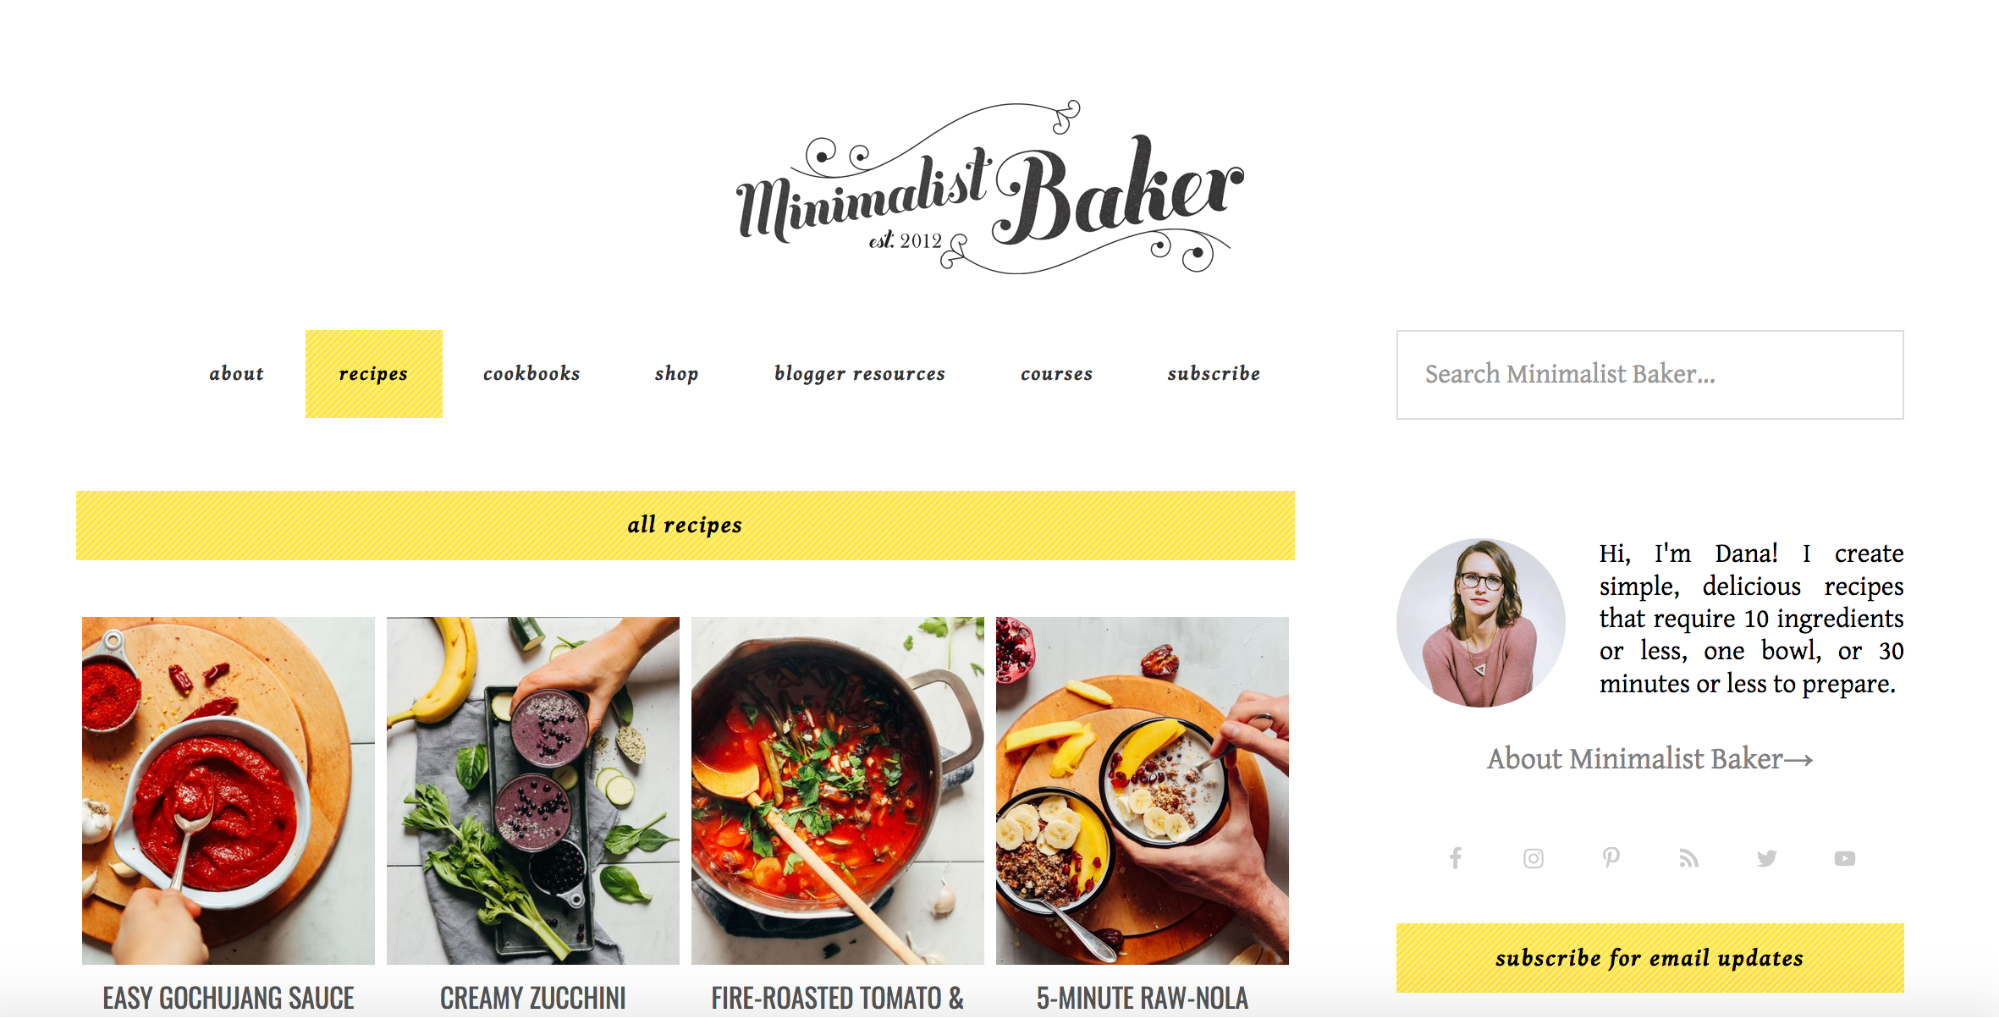 Minimalist Baker
est. 2012
about
recipes
cookbooks
shop
blogger resources
courses
subscribe
Search Minimalist Baker...
all recipes
Hi, I'm Dana! I create
simple, delicious recipes
that require 10 ingredients
or less, one bowl, or 30
minutes or less to prepare.
About Minimalist Baker→
subscribe for email updates
EASY GOCHUJANG SAUCE
CREAMY ZUCCHINI
FIRE-ROASTED TOMATO &
5-MINUTE RAW-NOLA